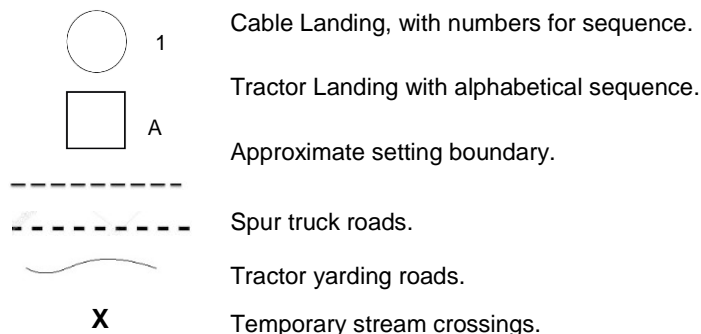 1 Cable Landing, with numbers for sequence.
A Tractor Landing with alphabetical sequence.
Approximate setting boundary.
Spur truck roads.
Tractor yarding roads.
X Temporary stream crossings.